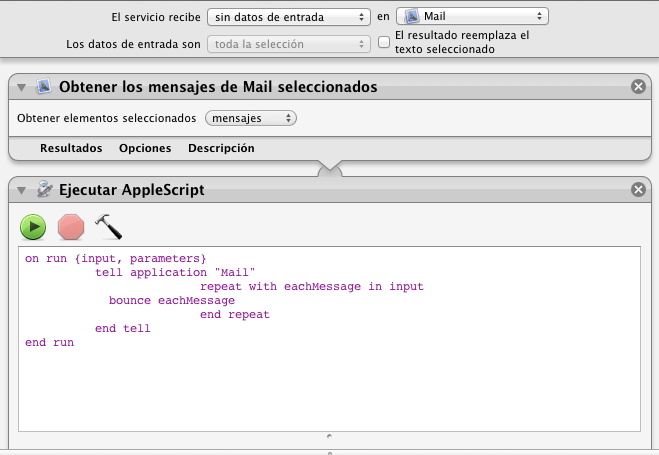 El servicio recibe sin datos de entrada en Mail
Los datos de entrada son toda la selección El resultado reemplaza el
texto seleccionado
Obtener los mensajes de Mail seleccionados
Obtener elementos seleccionados mensajes
Resultados Opciones Descripción
Ejecutar AppleScript
on run {input, parameters}
tell application "Mail"
repeat with eachMessage in input
bounce eachMessage
end repeat
end tell
end run